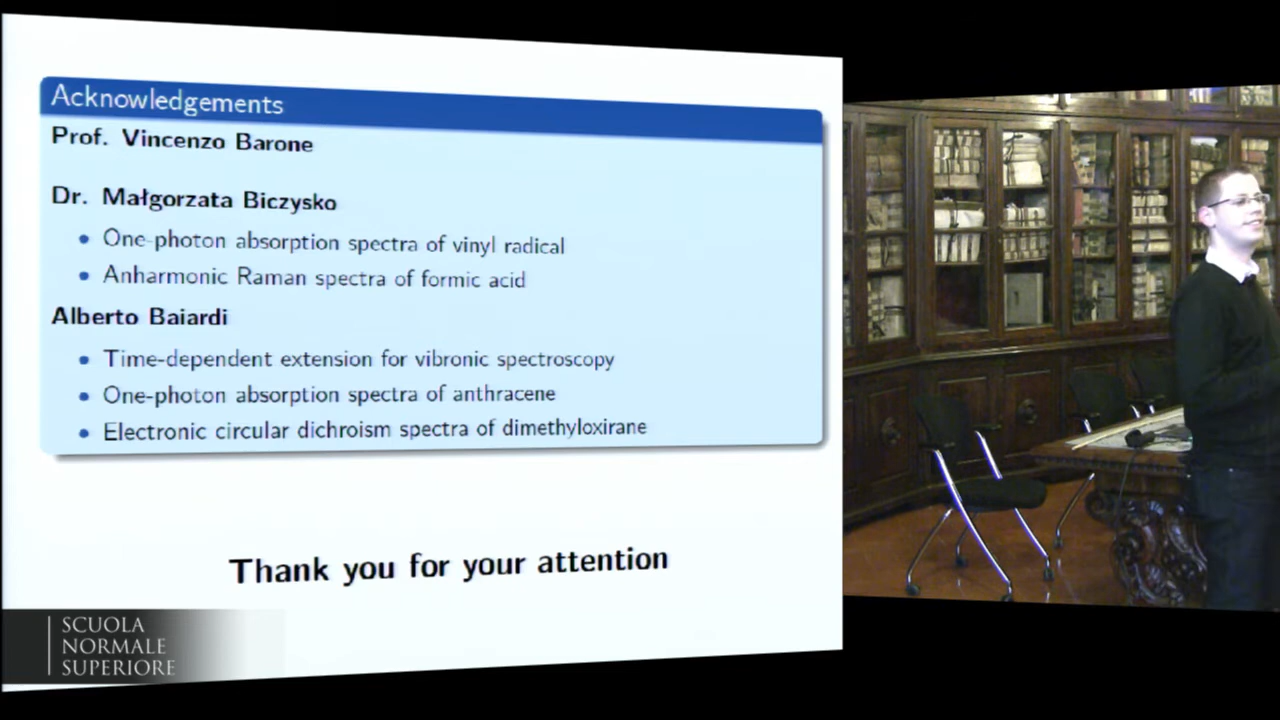 Acknowledgements
Prof. Vincenzo Barone
Dr. Małgorzata Biczysko
One-photon absorption spectra of vinyl radical
Anharmonic Raman spectra of formic acid
Alberto Baiardi
Time-dependent extension for vibronic spectroscopy
One-photon absorption spectra of anthracene
Electronic circular dichroism spectra of dimethyloxirane
Thank you for your attention
SCUOLA
NORMALE
SUPERIORE